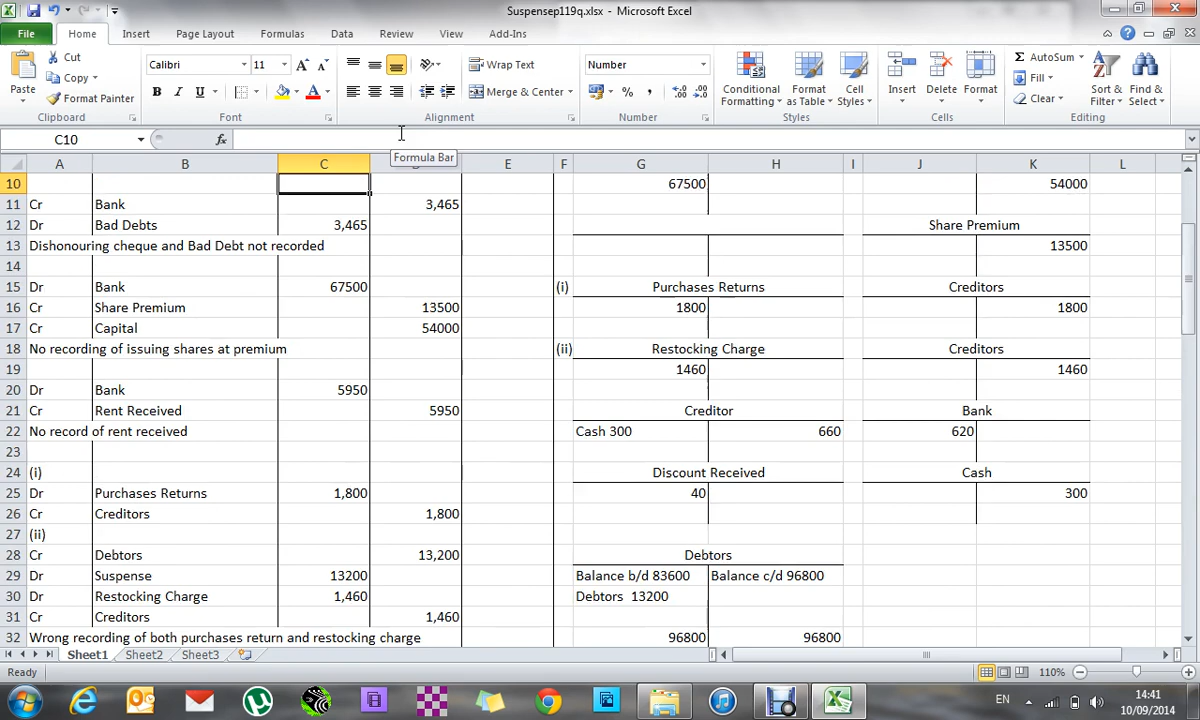 Suspensep119q.xlsx - Microsoft Excel
File Home Insert Page Layout Formulas Data Review View Add-Ins
Cut Calibri 11 Wrap Text Number AutoSum
Copy Fill
Paste Format Painter Merge & Center Conditional Formatting Format as Table Cell Styles Insert Delete Format Clear Sort & Filter Find & Select
Clipboard Font Alignment Number Styles Cells Editing
C10 fx
Formula Bar
A B C D E F G H I J K L
10 67500 54000
11 Cr Bank 3,465
12 Dr Bad Debts 3,465 Share Premium
13 Dishonouring cheque and Bad Debt not recorded 13500
14
15 Dr Bank 67500 (i) Purchases Returns Creditors
16 Cr Share Premium 13500 1800 1800
17 Cr Capital 54000
18 No recording of issuing shares at premium (ii) Restocking Charge Creditors
19 1460 1460
20 Dr Bank 5950
21 Cr Rent Received 5950 Creditor Bank
22 No record of rent received Cash 300 660 620
23
24 (i) Discount Received Cash
25 Dr Purchases Returns 1,800 40 300
26 Cr Creditors 1,800
27 (ii)
28 Cr Debtors 13,200 Debtors
29 Dr Suspense 13200 Balance b/d 83600 Balance c/d 96800
30 Dr Restocking Charge 1,460 Debtors 13200
31 Cr Creditors 1,460
32 Wrong recording of both purchases return and restocking charge 96800 96800
Sheet1 Sheet2 Sheet3
Ready 110%
EN 14:41
10/09/2014